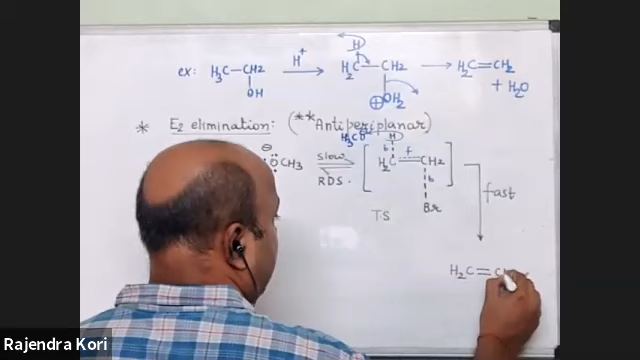 H⁺ H
ex: H₃C–CH₂ ⟶ H₂C–CH₂ ⟶ H₂C=CH₂
OH ⊕OH₂ + H₂O
* E₂ elimination: (**Antiperiplanar)
H₃CO H
⊖ Slow b f
:OCH₃ ⇌ [ H₂C=CH₂ ] fast
RDS. b
TS Br
H₂C=C
Rajendra Kori